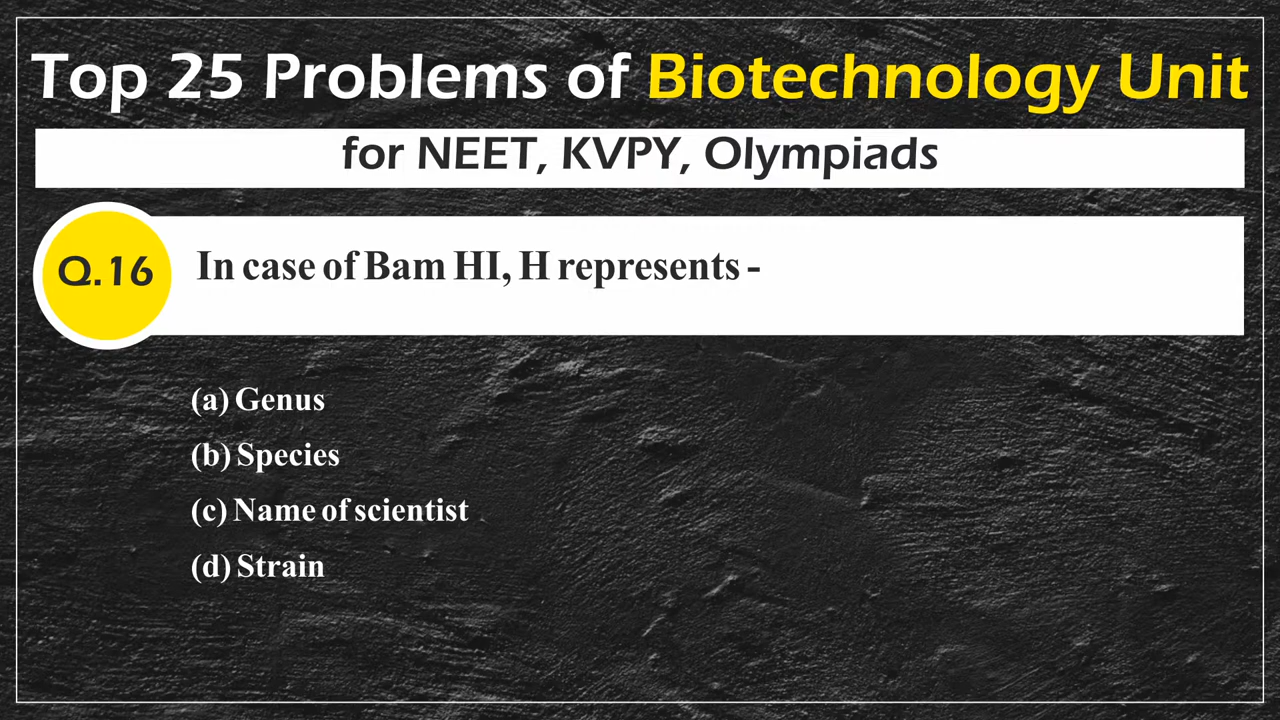 Top 25 Problems of Biotechnology Unit
for NEET, KVPY, Olympiads
Q.16
In case of Bam HI, H represents -
(a) Genus
(b) Species
(c) Name of scientist
(d) Strain